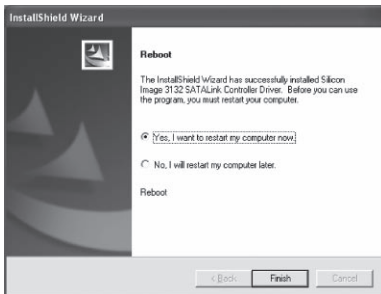 InstallShield Wizard
Reboot
The InstallShield Wizard has successfully installed Silicon
Image 3132 SATALink Controller Driver. Before you can use
the program, you must restart your computer.
Yes, I want to restart my computer now.
No, I will restart my computer later.
Reboot
< Back
Finish
Cancel